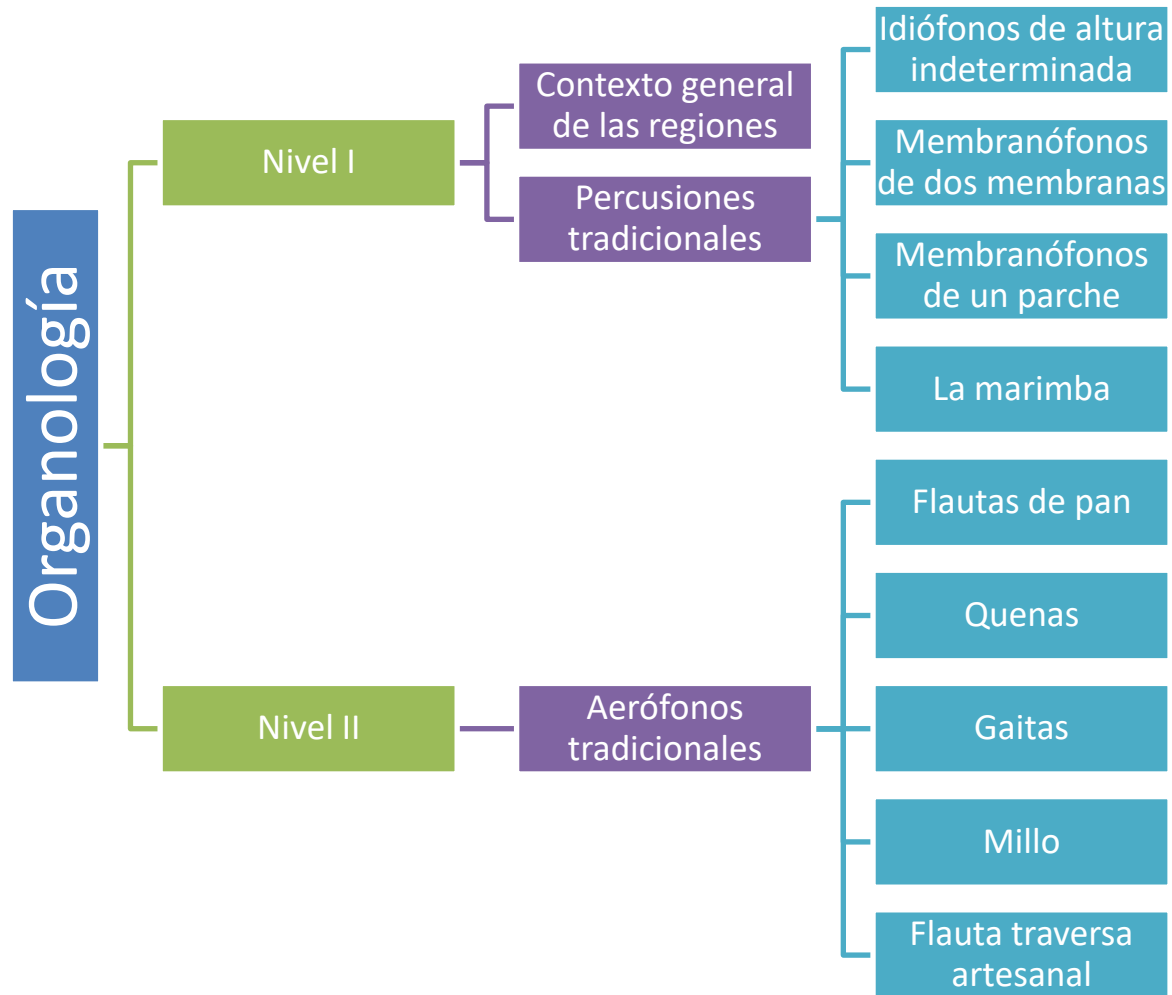 Organología
Nivel I
Contexto general
de las regiones
Percusiones
tradicionales
Idiófonos de altura
indeterminada
Membranófonos
de dos membranas
Membranófonos
de un parche
La marimba
Nivel II
Aerófonos
tradicionales
Flautas de pan
Quenas
Gaitas
Millo
Flauta traversa
artesanal